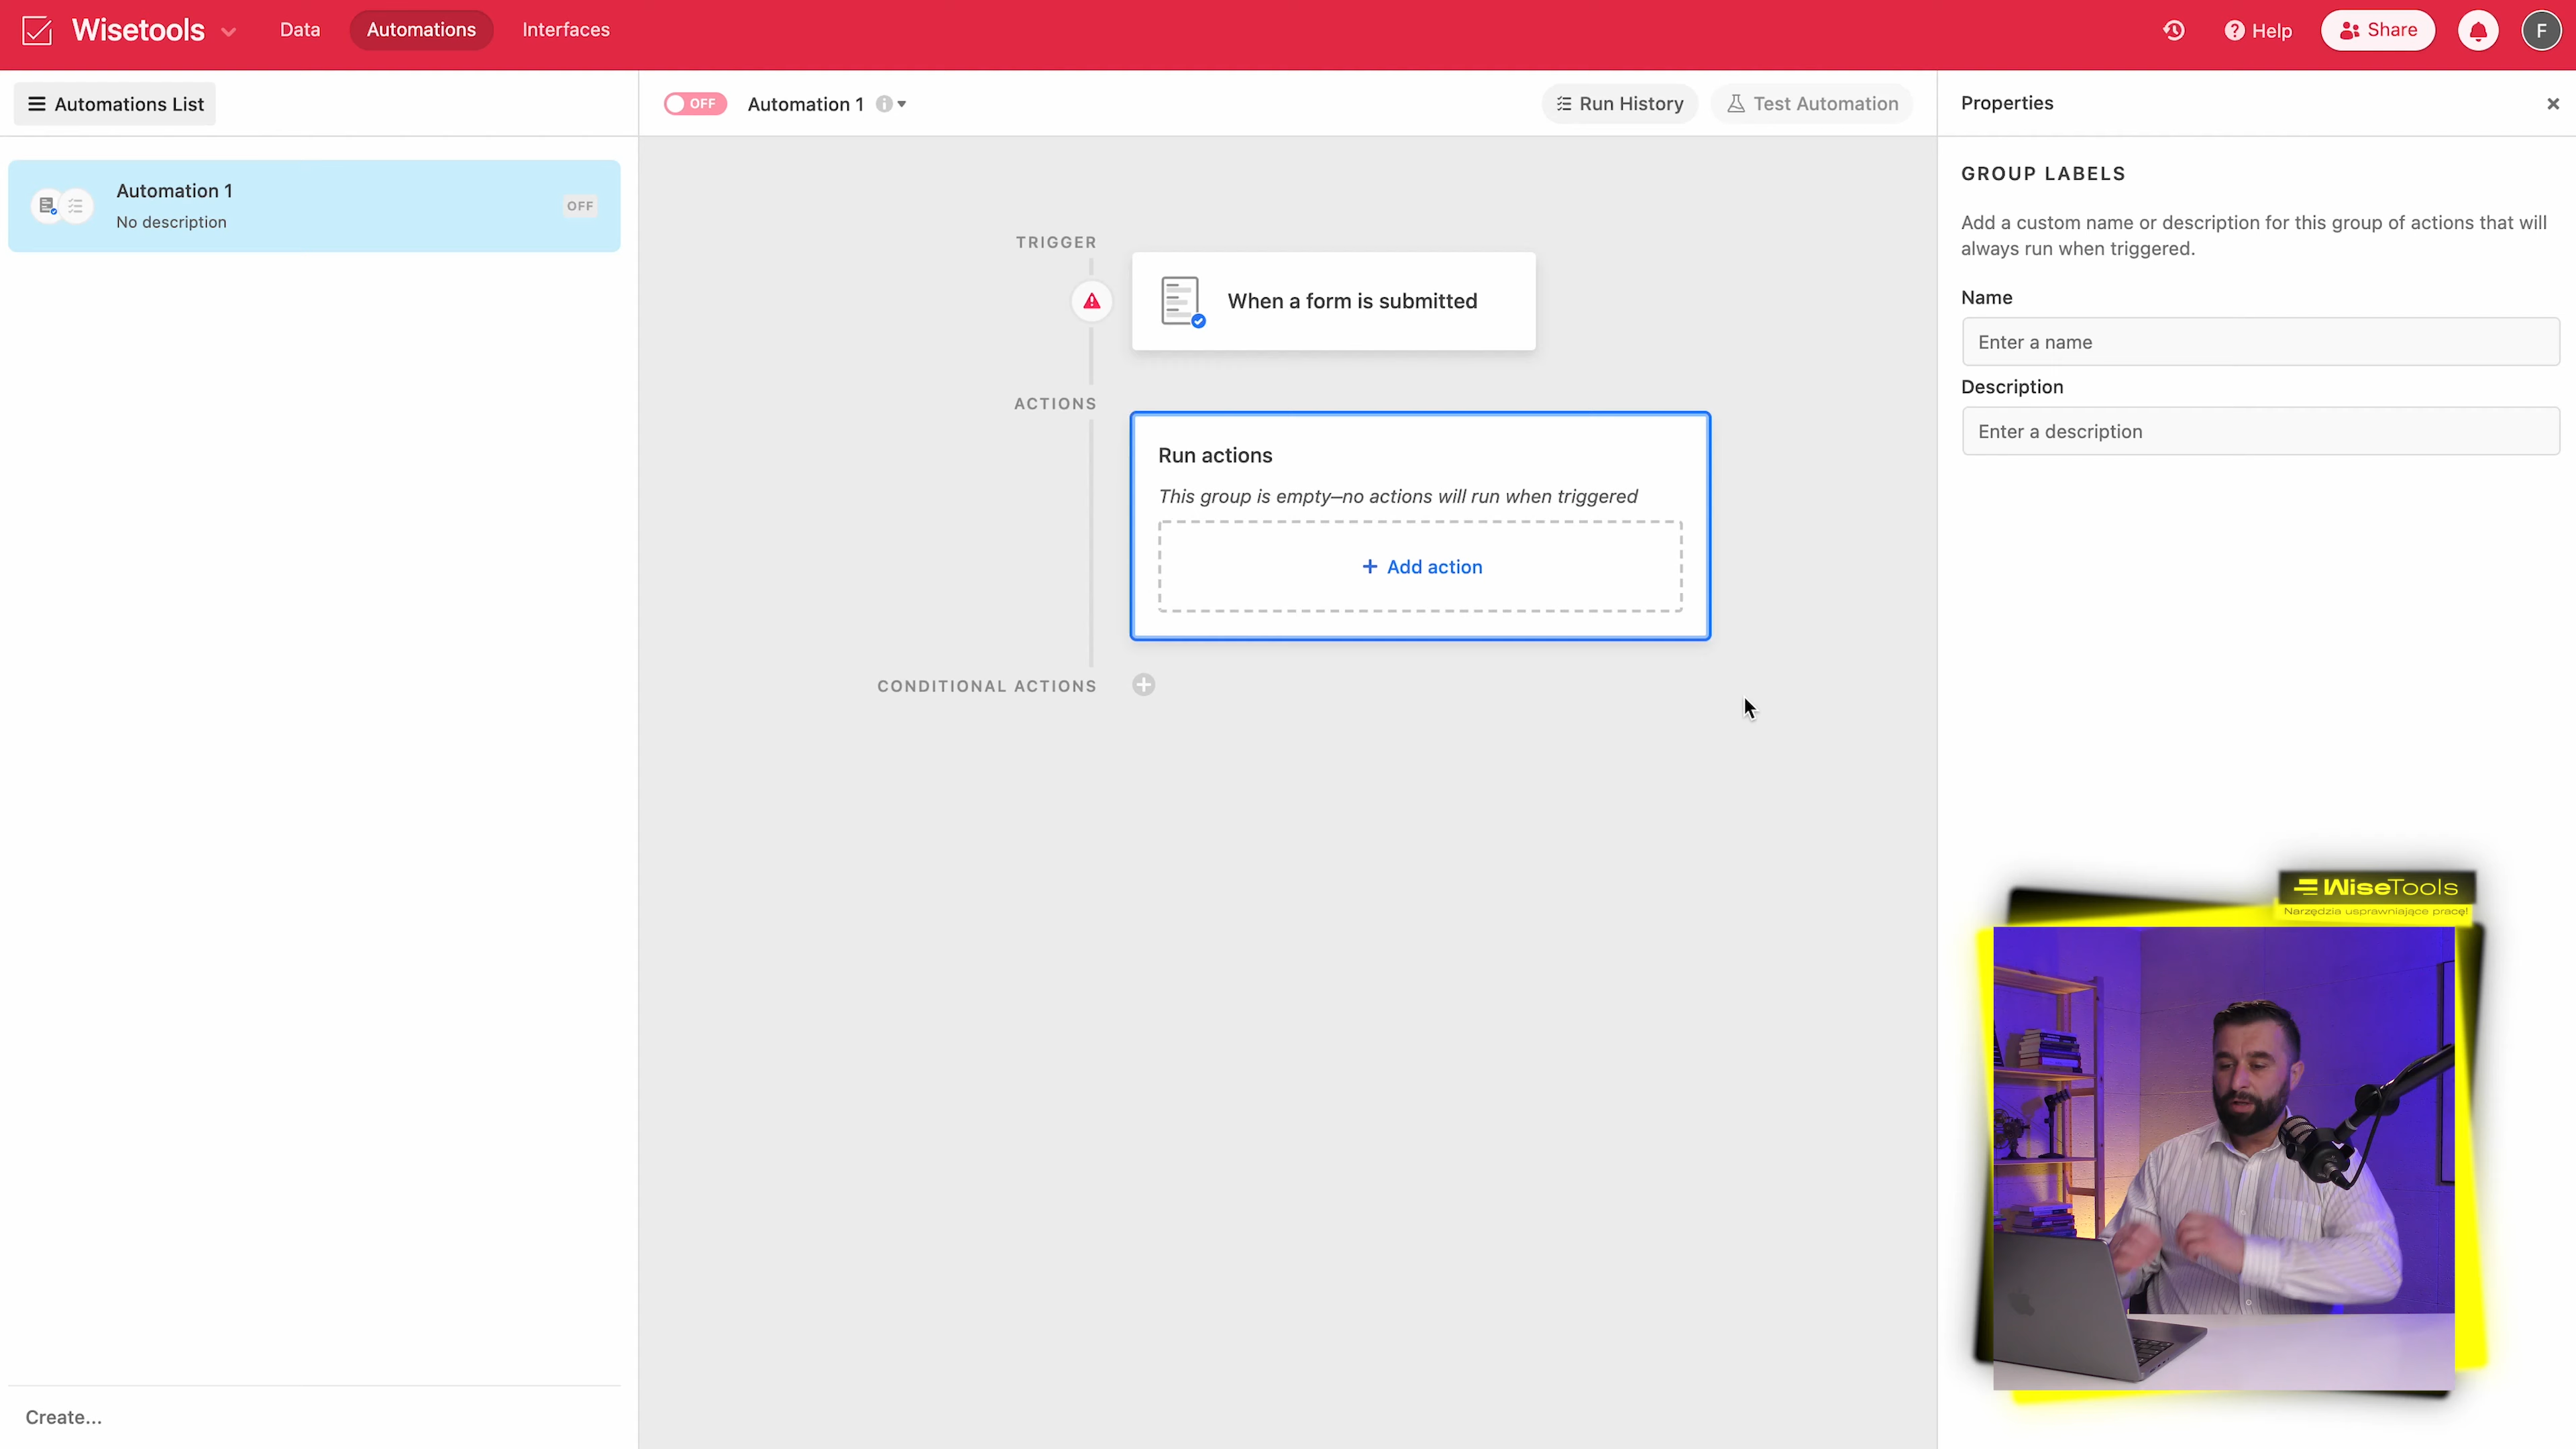 Wisetools
Data
Automations
Interfaces
Help
Share
F
Automations List
OFF
Automation 1
Run History
Test Automation
Properties
Automation 1
No description
OFF
TRIGGER
When a form is submitted
ACTIONS
Run actions
This group is empty—no actions will run when triggered
+ Add action
CONDITIONAL ACTIONS
GROUP LABELS
Add a custom name or description for this group of actions that will
always run when triggered.
Name
Enter a name
Description
Enter a description
WiseTools
Narzędzia usprawniające pracę!
Create...